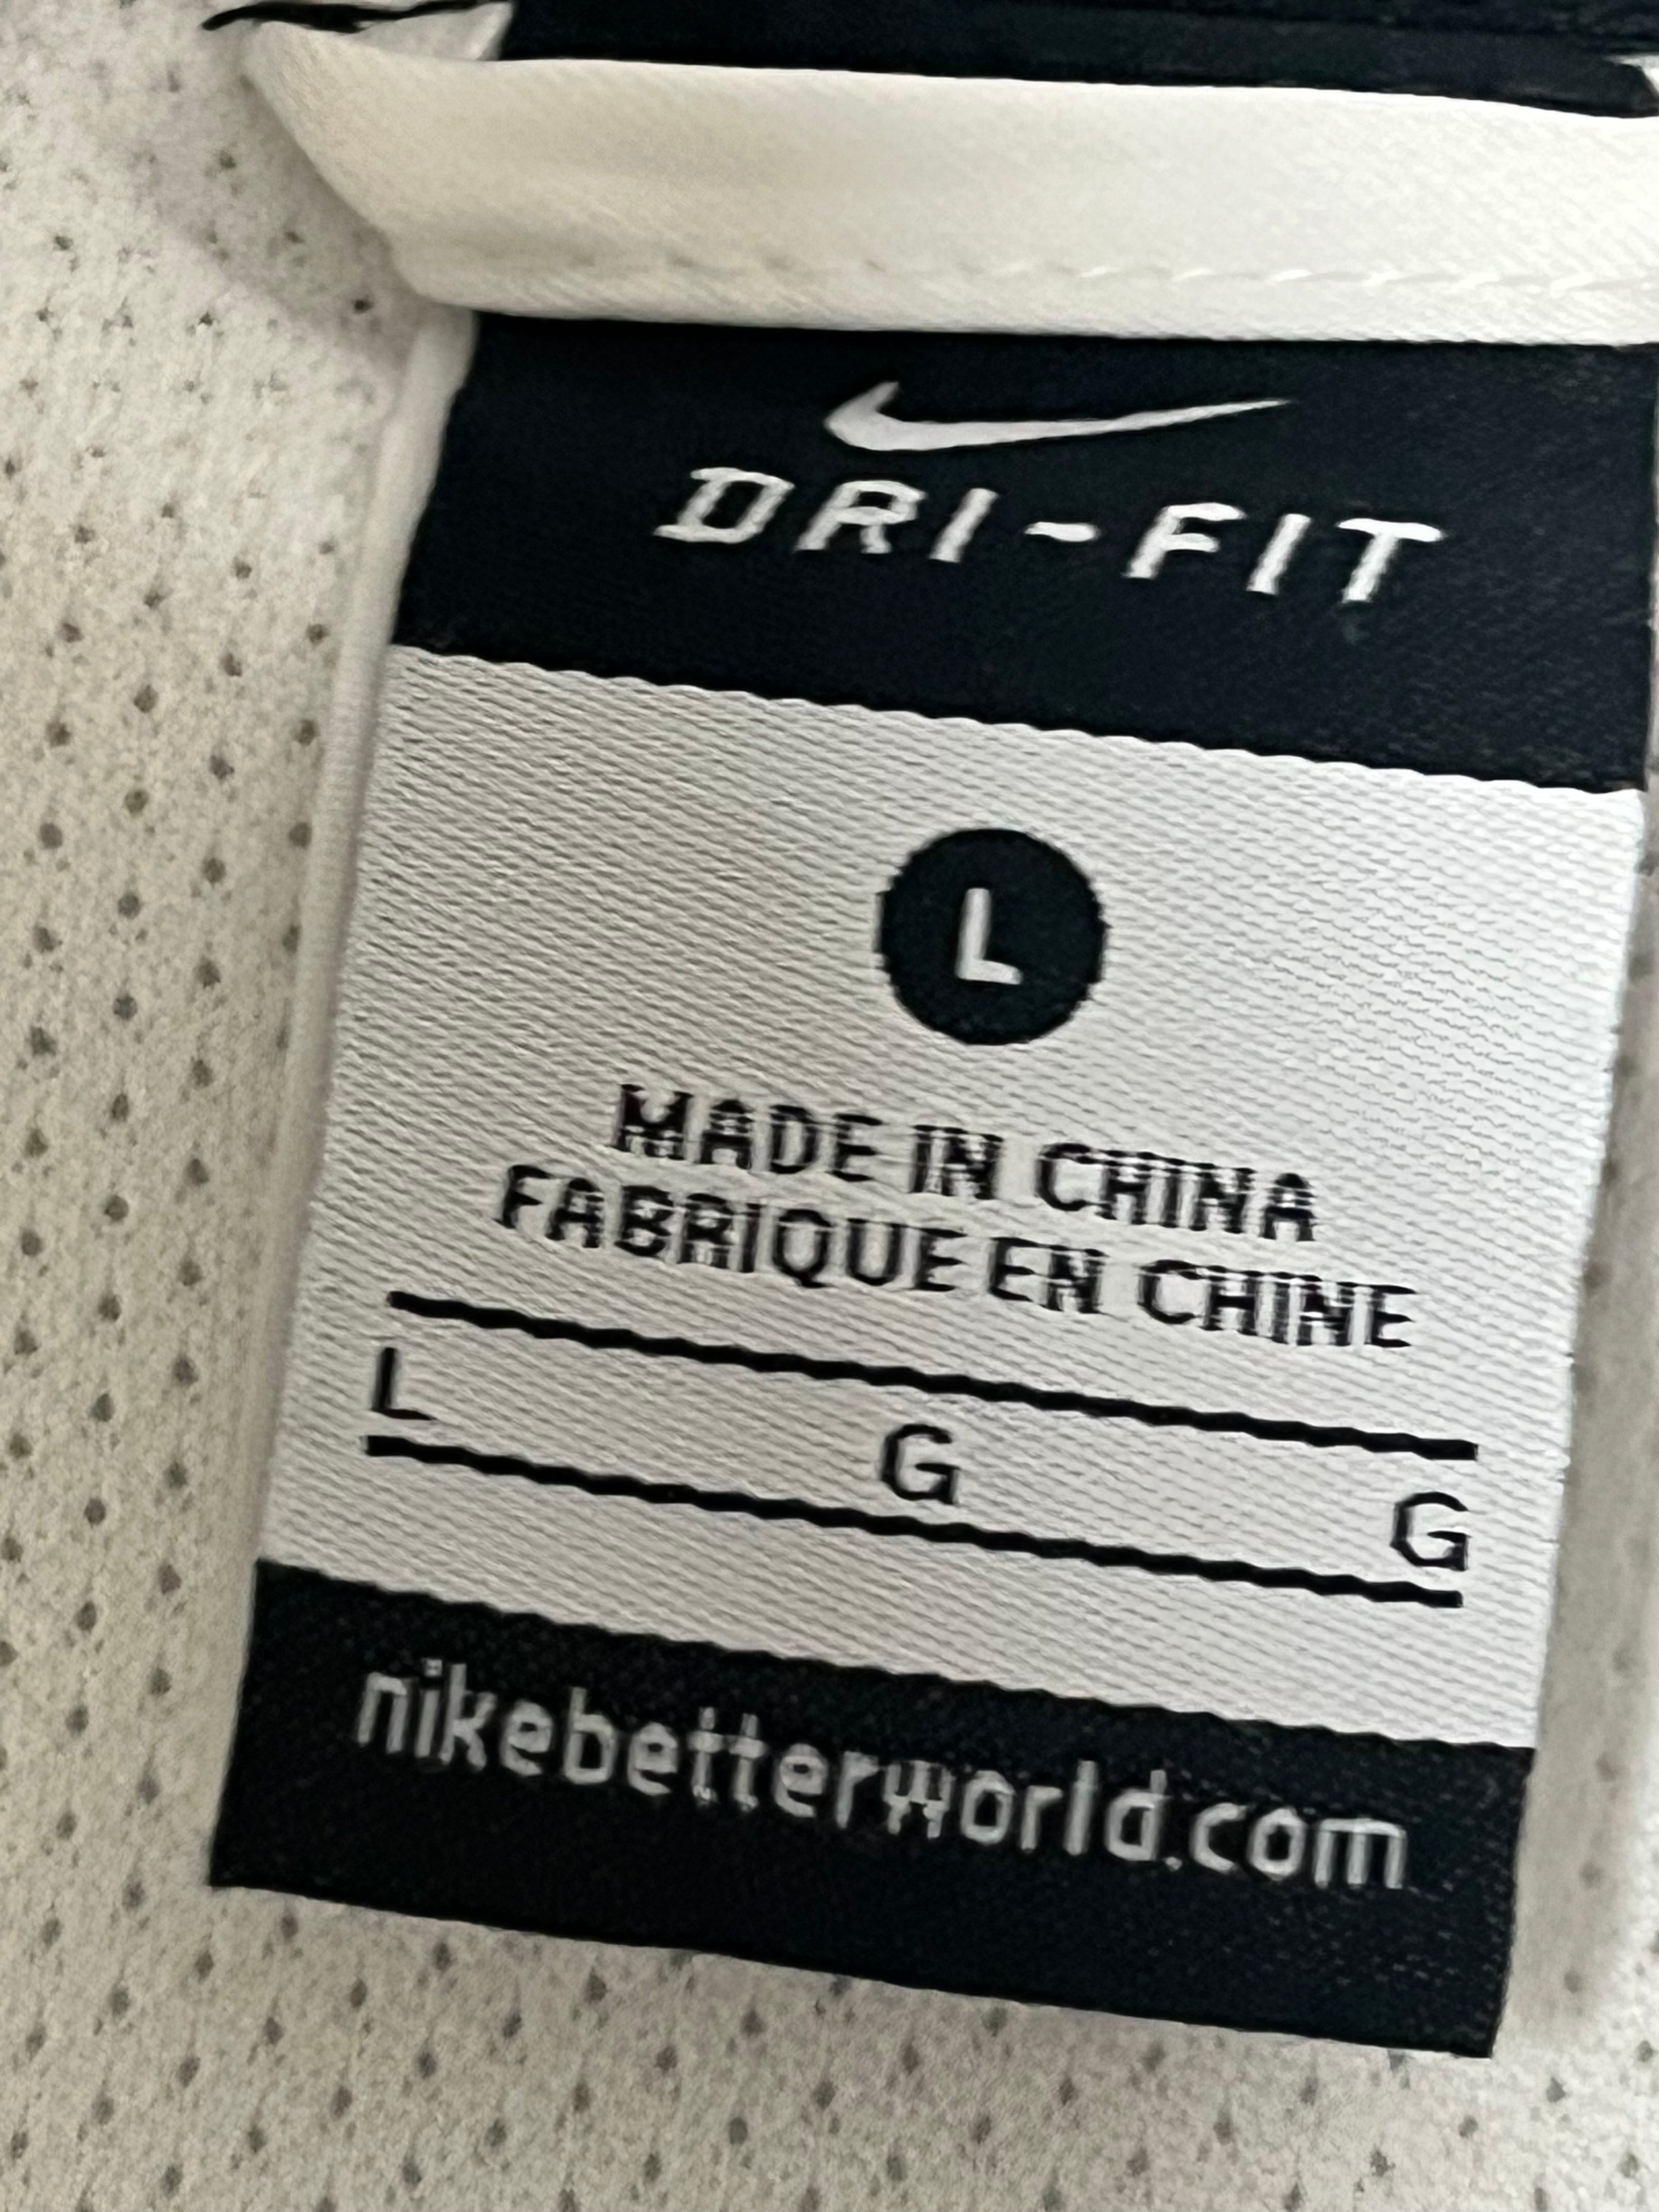 DRI-FIT
L
MADE IN CHINA
FABRIQUE EN CHINE
L G G
nikebetterworld.com